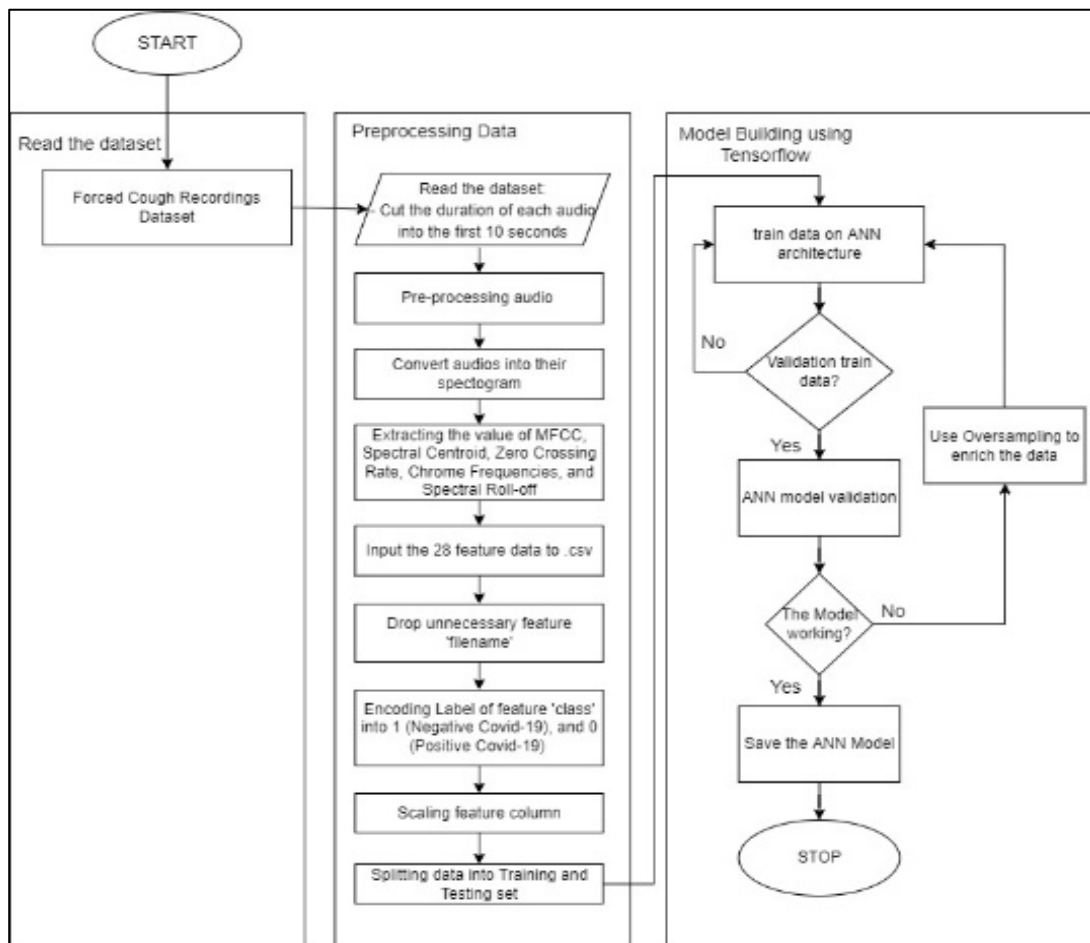 START
Read the dataset
Forced Cough Recordings
Dataset
Preprocessing Data
Read the dataset:
- Cut the duration of each audio
into the first 10 seconds
Pre-processing audio
Convert audios into their
spectogram
Extracting the value of MFCC,
Spectral Centroid, Zero Crossing
Rate, Chrome Frequencies, and
Spectral Roll-off
Input the 28 feature data to .csv
Drop unnecessary feature
'filename'
Encoding Label of feature 'class'
into 1 (Negative Covid-19), and 0
(Positive Covid-19)
Scaling feature column
Splitting data into Training and
Testing set
Model Building using
Tensorflow
train data on ANN
architecture
No
Validation train
data?
Yes
Use Oversampling to
enrich the data
ANN model validation
The Model
working?
No
Yes
Save the ANN Model
STOP